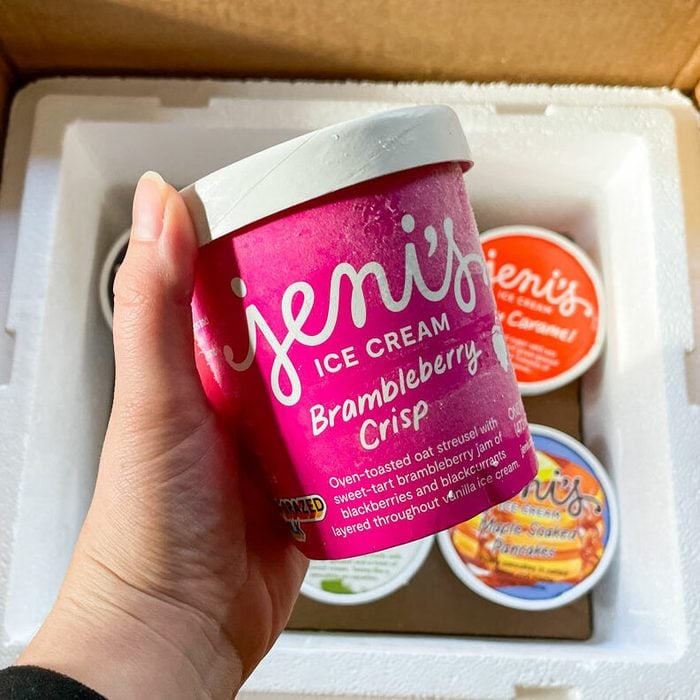 jeni's
ICE CREAM
Brambleberry
Crisp
Oven-toasted oat streusel with
sweet-tart brambleberry jam of
blackberries and blackcurrants
layered throughout vanilla ice cream.
jeni's
ICE CREAM
Caramel
jeni's
ICE CREAM
Maple Soaked
Pancakes